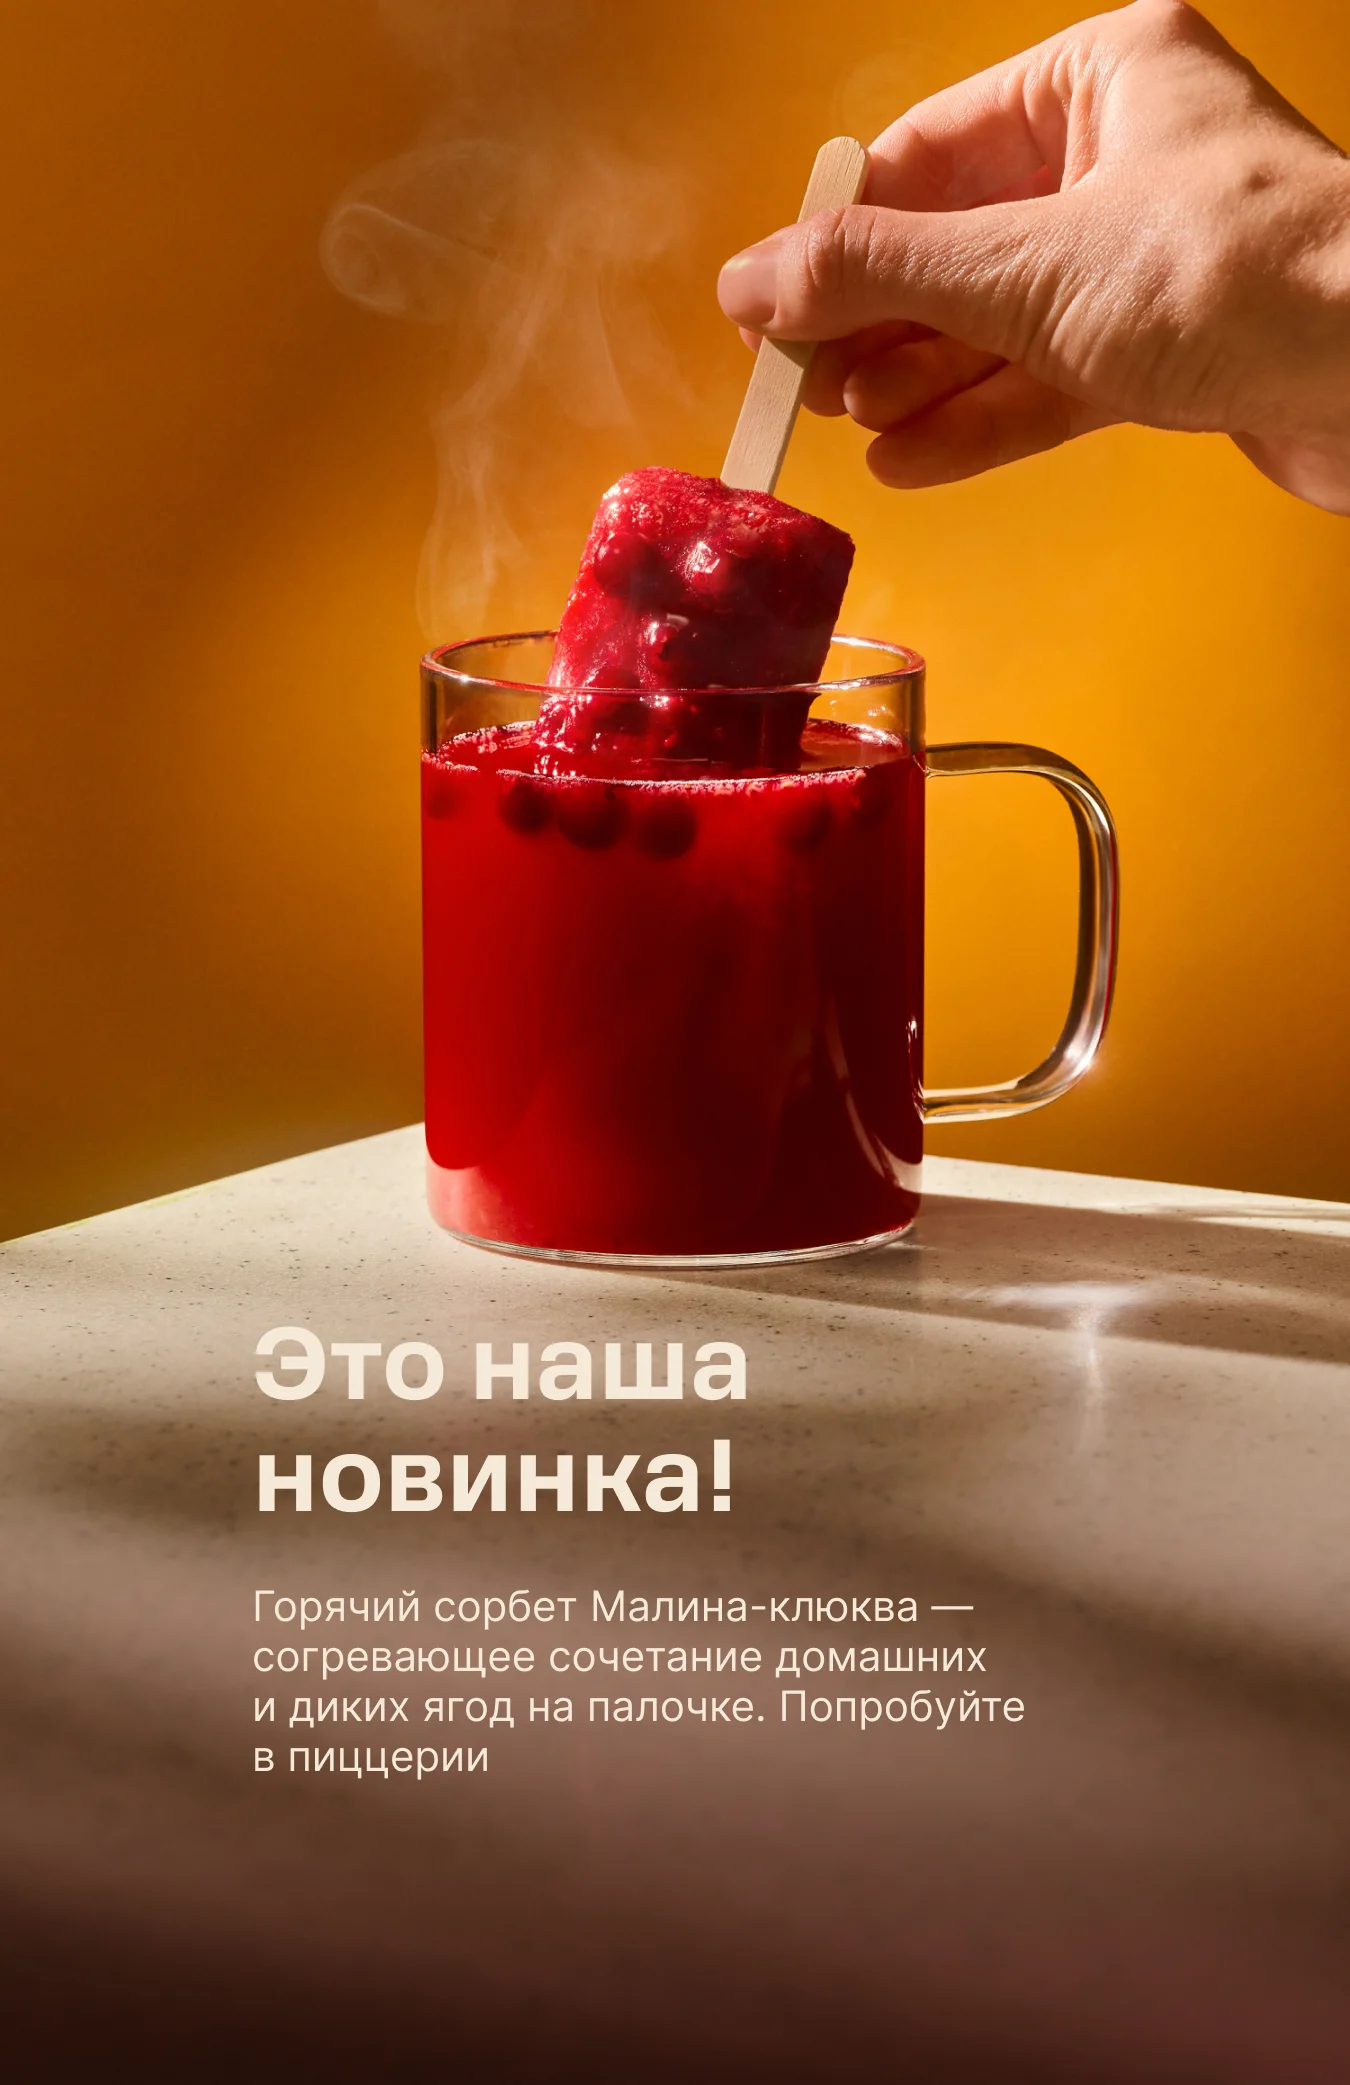 Это наша
новинка!
Горячий сорбет Малина-клюква —
согревающее сочетание домашних
и диких ягод на палочке. Попробуйте
в пиццерии